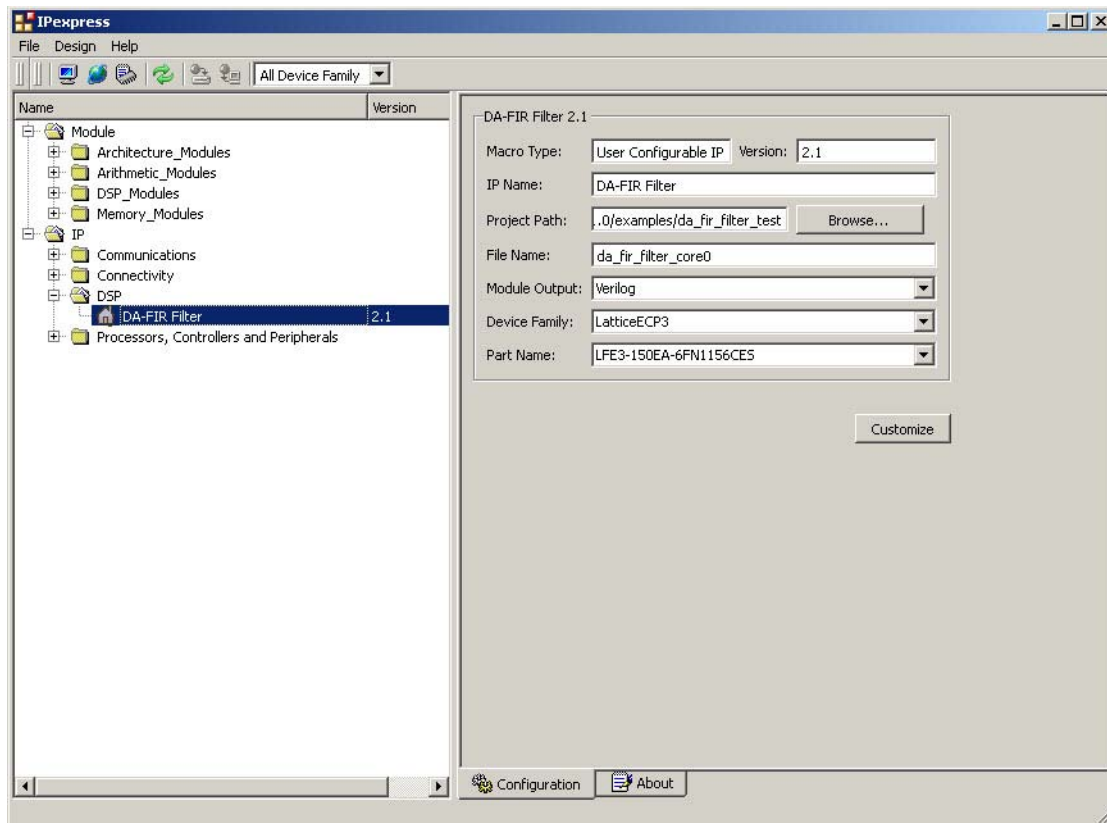 IPexpress
File Design Help
All Device Family
Name Version
Module
Architecture_Modules
Arithmetic_Modules
DSP_Modules
Memory_Modules
IP
Communications
Connectivity
DSP
DA-FIR Filter 2.1
Processors, Controllers and Peripherals
DA-FIR Filter 2.1
Macro Type: User Configurable IP Version: 2.1
IP Name: DA-FIR Filter
Project Path: ..0/examples/da_fir_filter_test Browse...
File Name: da_fir_filter_core0
Module Output: Verilog
Device Family: LatticeECP3
Part Name: LFE3-150EA-6FN1156CES
Customize
Configuration About